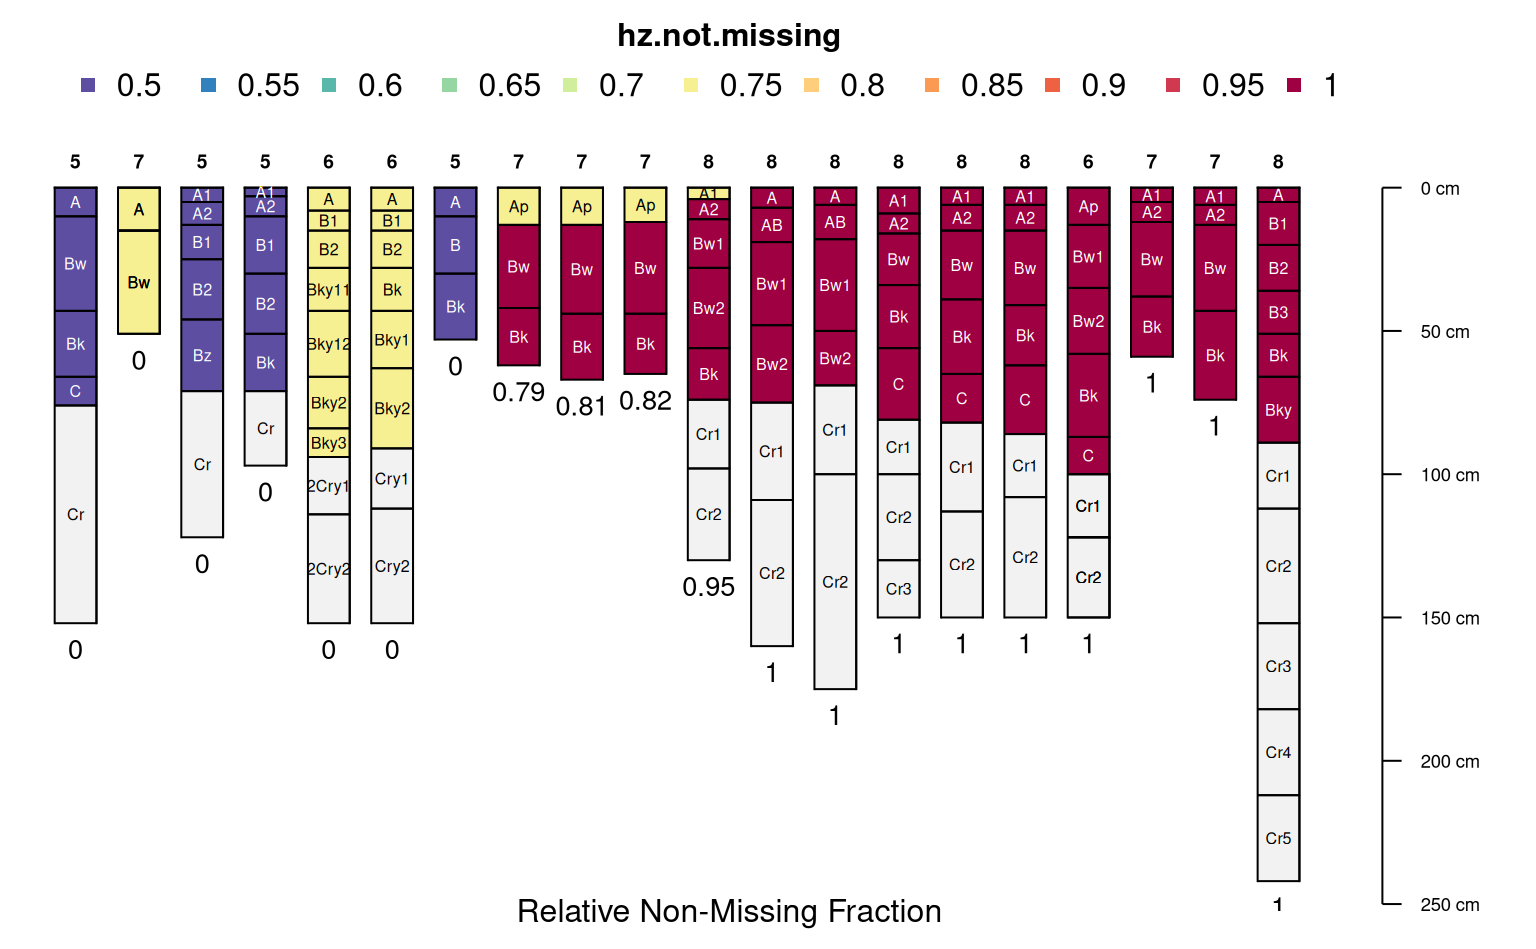 hz.not.missing
0.5 0.55 0.6 0.65 0.7 0.75 0.8 0.85 0.9 0.95 1
5 7 5 5 6 6 5 7 7 7 8 8 8 8 8 8 6 7 7 8
A Bw Bk C Cr
0
A Bw
0
A1 A2 B1 B2 Bz Cr
0
A1 A2 B1 B2 Bk Cr
0
A B1 B2 Bky11 Bky12 Bky2 Bky3 2Cry1 2Cry2
0
A B1 B2 Bk Bky1 Bky2 Cry1 Cry2
0
A B Bk
0
Ap Bw Bk
0.79
Ap Bw Bk
0.81
Ap Bw Bk
0.82
A1 A2 Bw1 Bw2 Bk Cr1 Cr2
0.95
A AB Bw1 Bw2 Cr1 Cr2
1
A AB Bw1 Bw2 Cr1 Cr2
1
A1 A2 Bw Bk C Cr1 Cr2 Cr3
1
A1 A2 Bw Bk C Cr1 Cr2
1
A1 A2 Bw Bk C Cr1 Cr2
1
Ap Bw1 Bw2 Bk C Cr1 Cr2
1
A1 A2 Bw Bk
1
A1 A2 Bw Bk
1
A B1 B2 B3 Bk Bky Cr1 Cr2 Cr3 Cr4 Cr5
1
0 cm
50 cm
100 cm
150 cm
200 cm
250 cm
Relative Non-Missing Fraction